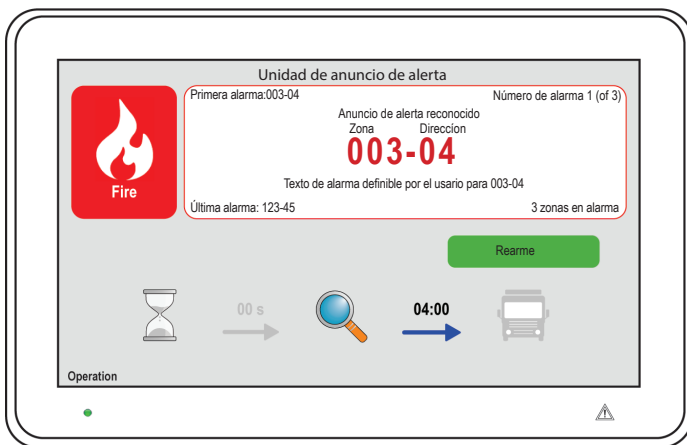 Unidad de anuncio de alerta
Primera alarma:003-04
Número de alarma 1 (of 3)
Anuncio de alerta reconocido
Zona Direccíon
003-04
Texto de alarma definible por el usario para 003-04
Última alarma: 123-45
3 zonas en alarma
Fire
Rearme
00 s
04:00
Operation